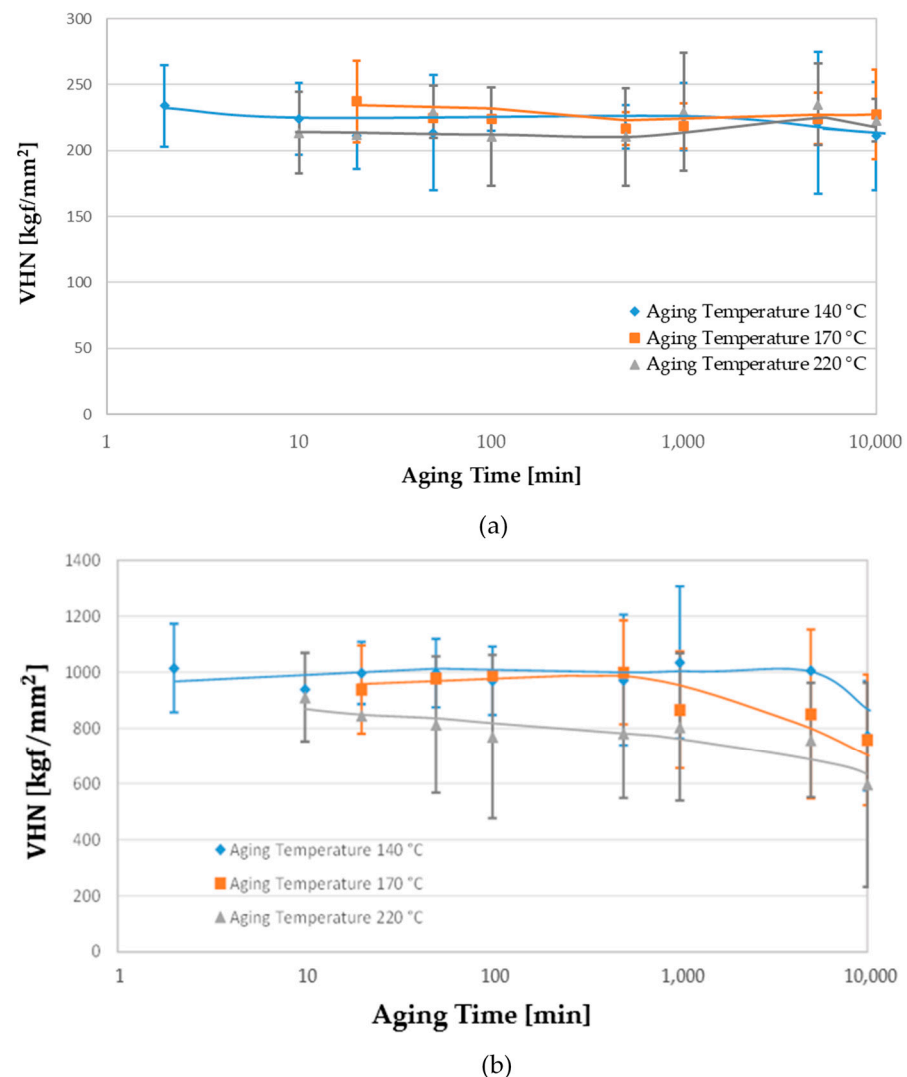 300
250
200
150
100
50
0
VHN [kgf/mm²]
Aging Temperature 140 °C
Aging Temperature 170 °C
Aging Temperature 220 °C
1
10
100
1,000
10,000
Aging Time [min]
(a)
1400
1200
1000
800
600
400
200
0
VHN [kgf/mm²]
Aging Temperature 140 °C
Aging Temperature 170 °C
Aging Temperature 220 °C
1
10
100
1,000
10,000
Aging Time [min]
(b)